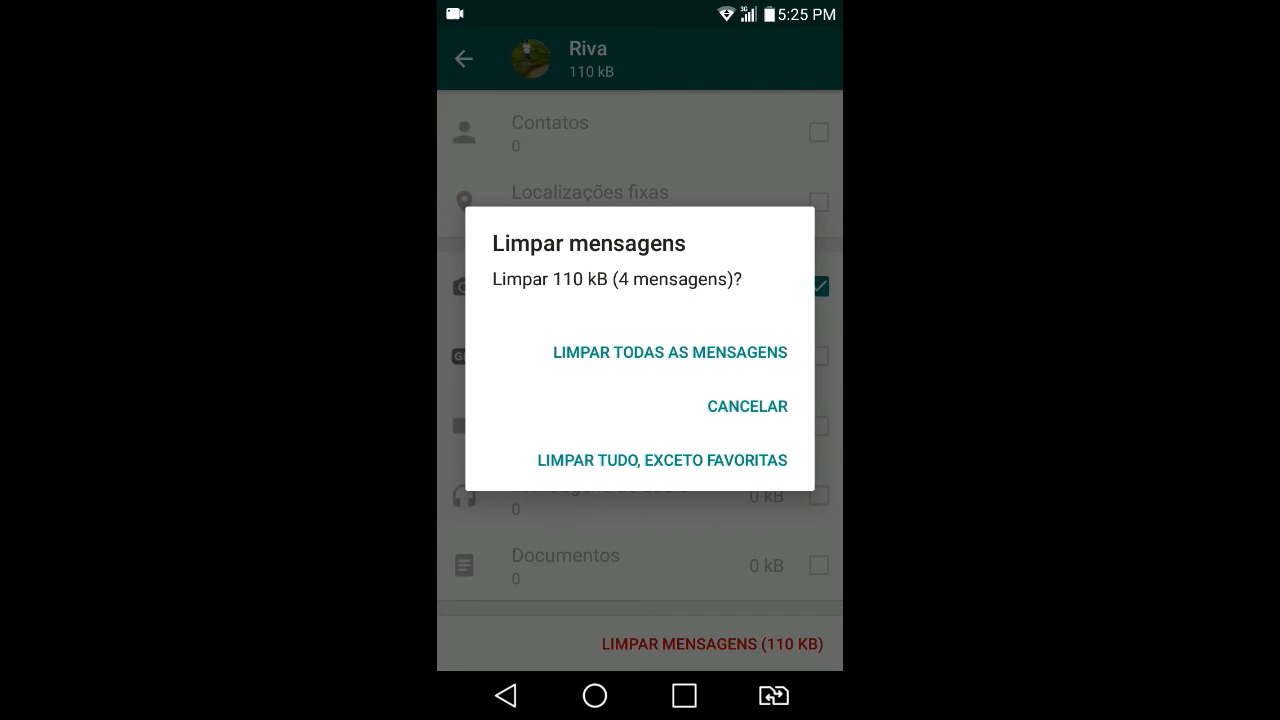 3G 5:25 PM
Riva
110 kB
Contatos
0
Localizações fixas
Limpar mensagens
Limpar 110 kB (4 mensagens)?
LIMPAR TODAS AS MENSAGENS
CANCELAR
LIMPAR TUDO, EXCETO FAVORITAS
0 kB
0
Documentos
0 kB
0
LIMPAR MENSAGENS (110 KB)